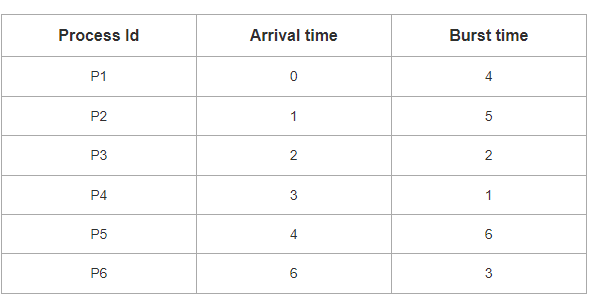 Process Id Arrival time Burst time
P1 0 4
P2 1 5
P3 2 2
P4 3 1
P5 4 6
P6 6 3